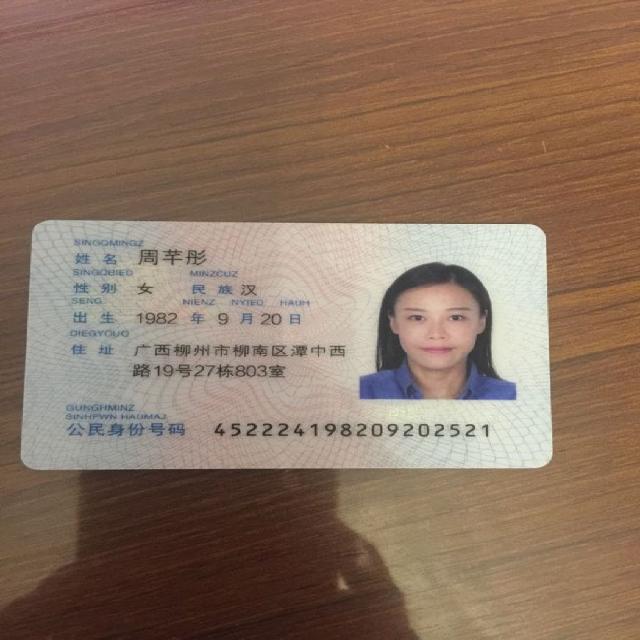 SINGQMINGZ
姓 名 周芊彤
SINGQBIED MINZCUZ
性 别 女 民 族 汉
SENG NIENZ NYIED HAUH
出 生 1982 年 9 月 20 日
DIEGYOUQ
住 址 广西柳州市柳南区潭中西
路19号27栋803室
GUNGHMINZ
SINHFWN HAUMAJ
公民身份号码 452224198209202521